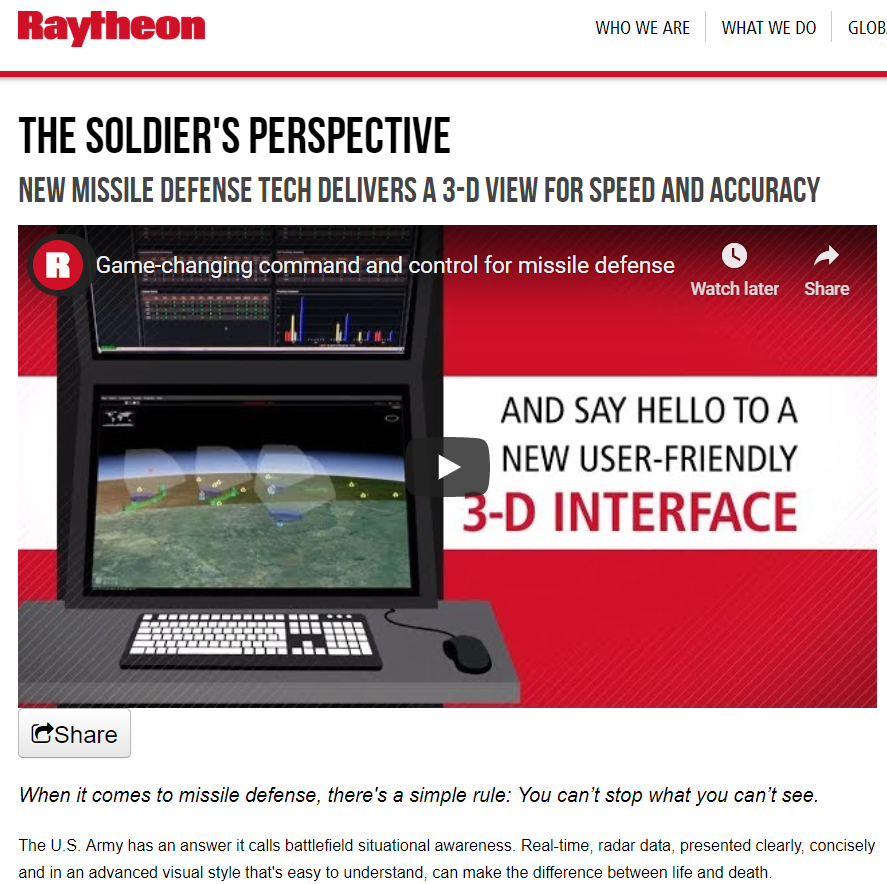 Raytheon
WHO WE ARE
WHAT WE DO
GLOB
THE SOLDIER'S PERSPECTIVE
NEW MISSILE DEFENSE TECH DELIVERS A 3-D VIEW FOR SPEED AND ACCURACY
R
Game-changing command and control for missile defense
Watch later
Share
AND SAY HELLO TO A
NEW USER-FRIENDLY
3-D INTERFACE
Share
When it comes to missile defense, there's a simple rule: You can’t stop what you can’t see.
The U.S. Army has an answer it calls battlefield situational awareness. Real-time, radar data, presented clearly, concisely
and in an advanced visual style that's easy to understand, can make the difference between life and death.